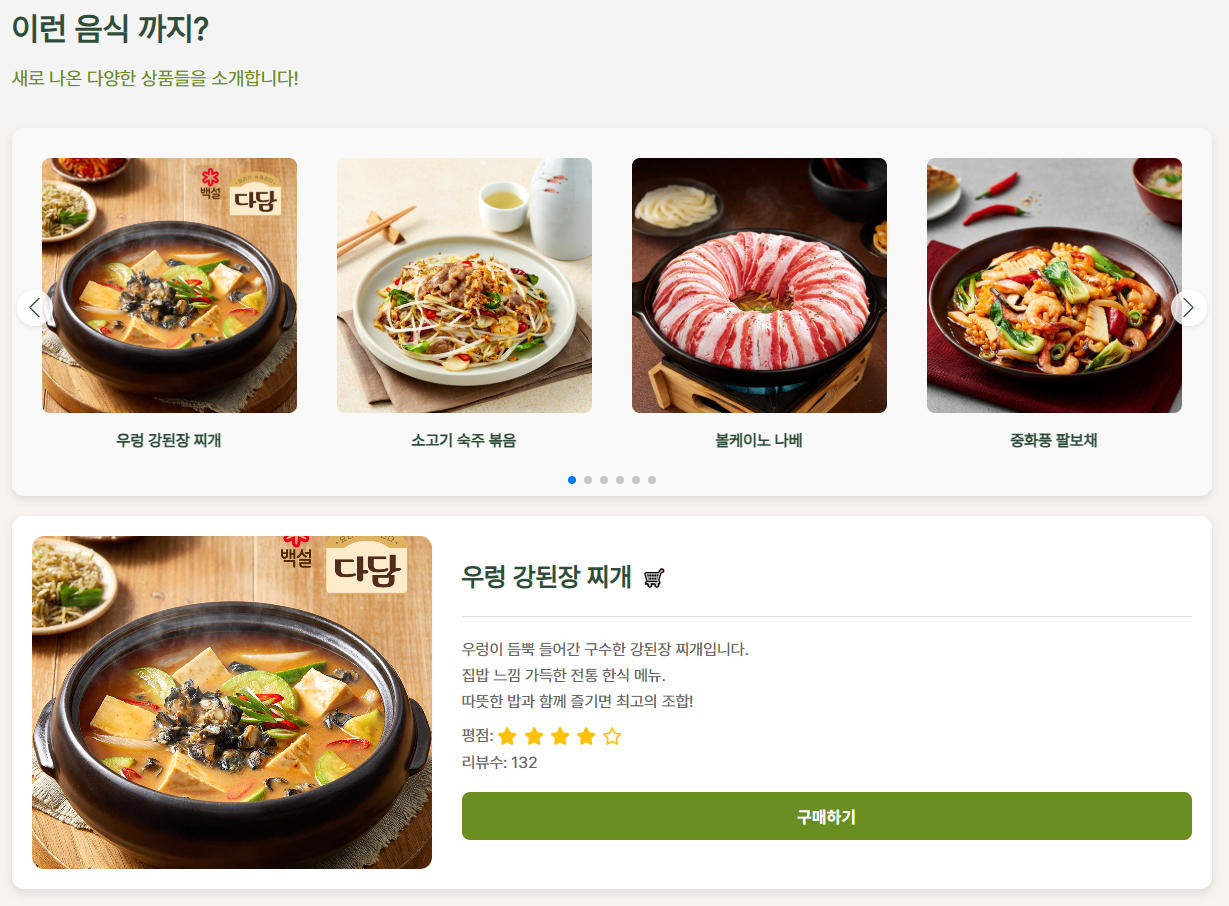 이런 음식 까지?
새로 나온 다양한 상품들을 소개합니다!
백설
다담
우렁 강된장 찌개
소고기 숙주 볶음
볼케이노 나베
중화풍 팔보채
백설
다담
우렁 강된장 찌개
우렁이 듬뿍 들어간 구수한 강된장 찌개입니다.
집밥 느낌 가득한 전통 한식 메뉴.
따뜻한 밥과 함께 즐기면 최고의 조합!
평점:
리뷰수: 132
구매하기